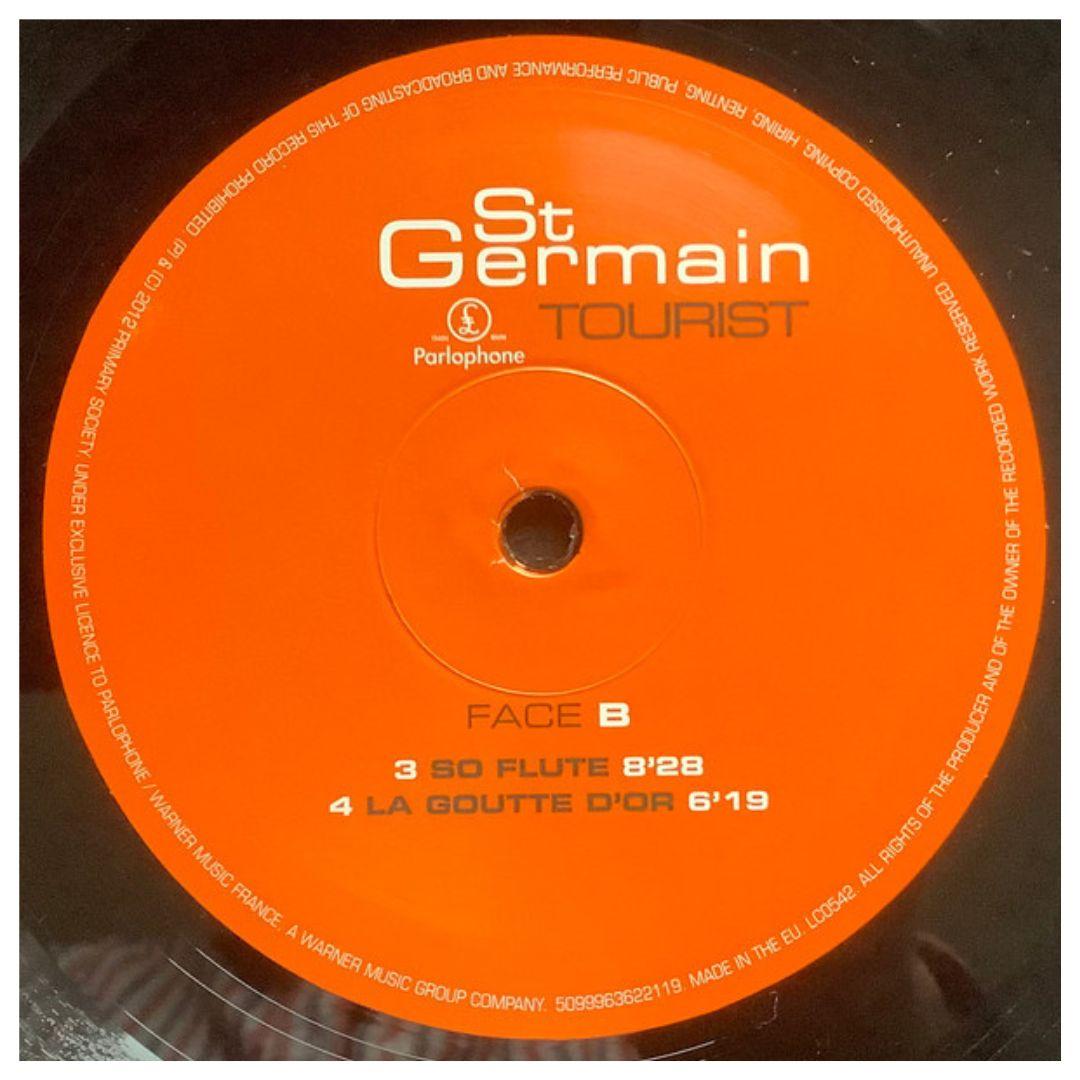 St
Germain
TOURIST
TRADE MARK
Parlophone
FACE B
3 SO FLUTE 8'28
4 LA GOUTTE D'OR 6'19
(P) & (C) 2012 PRIMARY SOCIETY, UNDER EXCLUSIVE LICENCE TO PARLOPHONE / WARNER MUSIC FRANCE, A WARNER MUSIC GROUP COMPANY. 5099963622119. MADE IN THE EU. LC0542. ALL RIGHTS OF THE PRODUCER AND OF THE OWNER OF THE RECORDED WORK RESERVED. UNAUTHORISED COPYING, HIRING, RENTING, PUBLIC PERFORMANCE AND BROADCASTING OF THIS RECORD PROHIBITED.